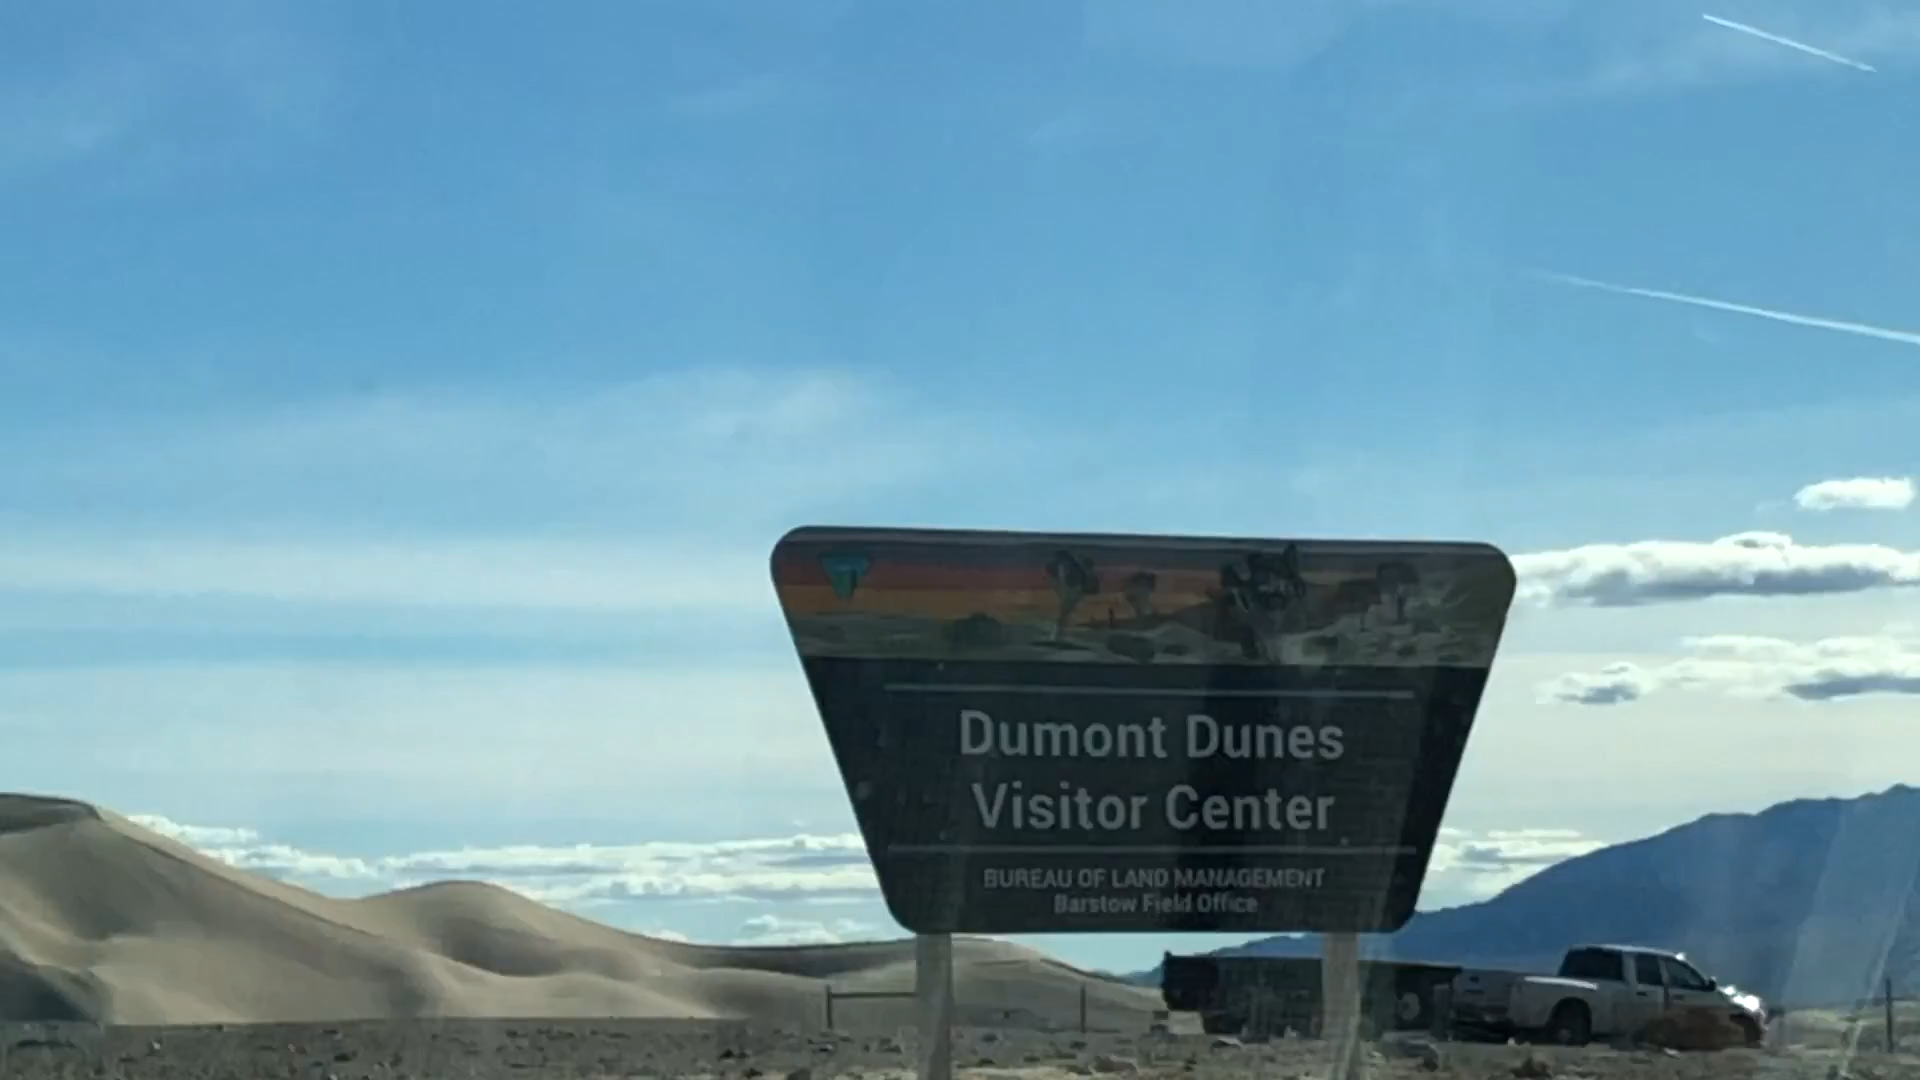 Dumont Dunes
Visitor Center
BUREAU OF LAND MANAGEMENT
Barstow Field Office